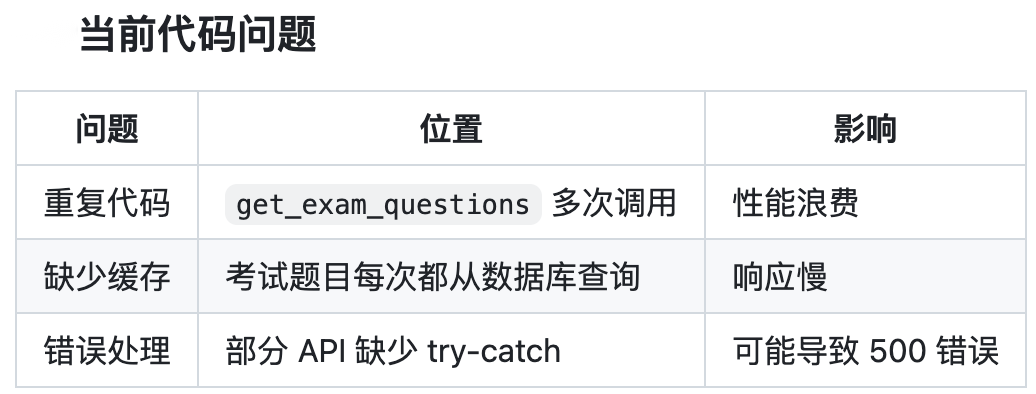 当前代码问题
问题 位置 影响
重复代码 get_exam_questions 多次调用 性能浪费
缺少缓存 考试题目每次都从数据库查询 响应慢
错误处理 部分 API 缺少 try-catch 可能导致 500 错误